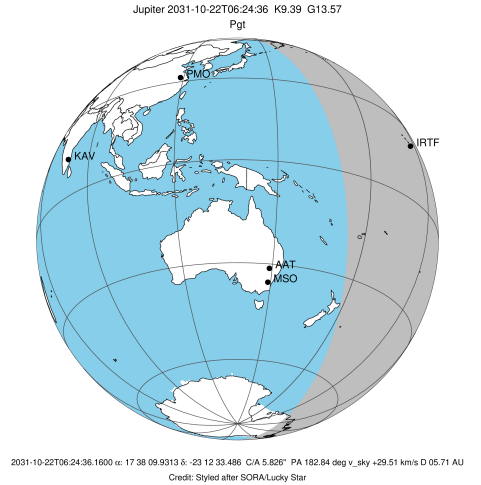 Jupiter 2031-10-22T06:24:36 K9.39 G13.57
Pgt
PMO
IRTF
KAV
AAT
MSO
2031-10-22T06:24:36.1600 α: 17 38 09.9313 δ: -23 12 33.486 C/A 5.826" PA 182.84 deg v_sky +29.51 km/s D 05.71 AU
Credit: Styled after SORA/Lucky Star